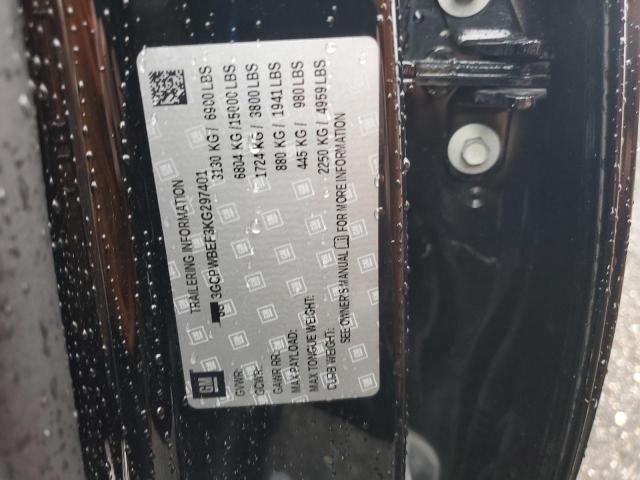 TRAILERING INFORMATION
3GCPWBEF3KG297401
GM
GVWR: 3130 KG / 6900 LBS
GCWR: 6804 KG / 15000 LBS
GAWR RR: 1724 KG / 3800 LBS
MAX PAYLOAD: 880 KG / 1941 LBS
MAX TONGUE WEIGHT: 445 KG / 980 LBS
CURB WEIGHT: 2250 KG / 4959 LBS
SEE OWNER'S MANUAL FOR MORE INFORMATION